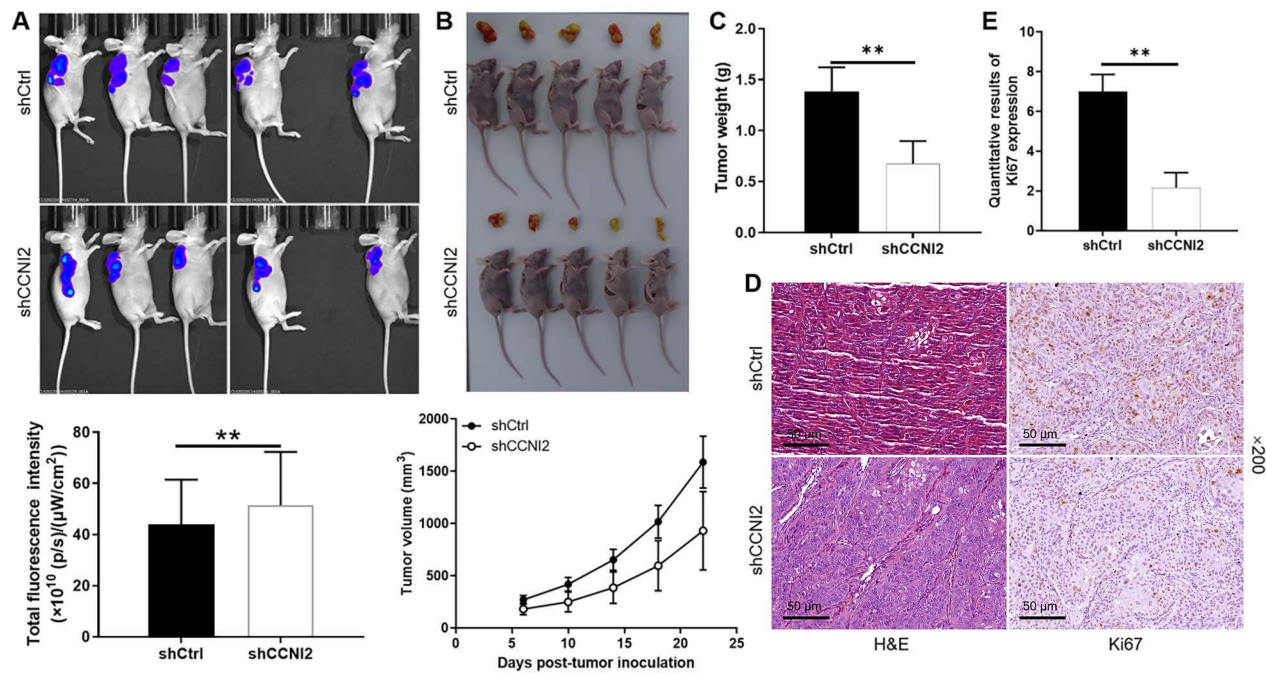 A
shCtrl
shCCNI2
80
60
40
20
0
Total fluorescence intensity
(×10¹⁰ (p/s)/(µW/cm²))
**
shCtrl
shCCNI2
B
shCtrl
shCCNI2
2000
1500
1000
500
0
Tumor volume (mm³)
shCtrl
shCCNI2
0
5
10
15
20
25
Days post-tumor inoculation
C
2.0
1.5
1.0
0.5
0.0
Tumor weight (g)
**
shCtrl
shCCNI2
E
10
8
6
4
2
0
Quantitative results of
Ki67 expression
**
shCtrl
shCCNI2
D
shCtrl
shCCNI2
50 µm
50 µm
50 µm
50 µm
×200
H&E
Ki67